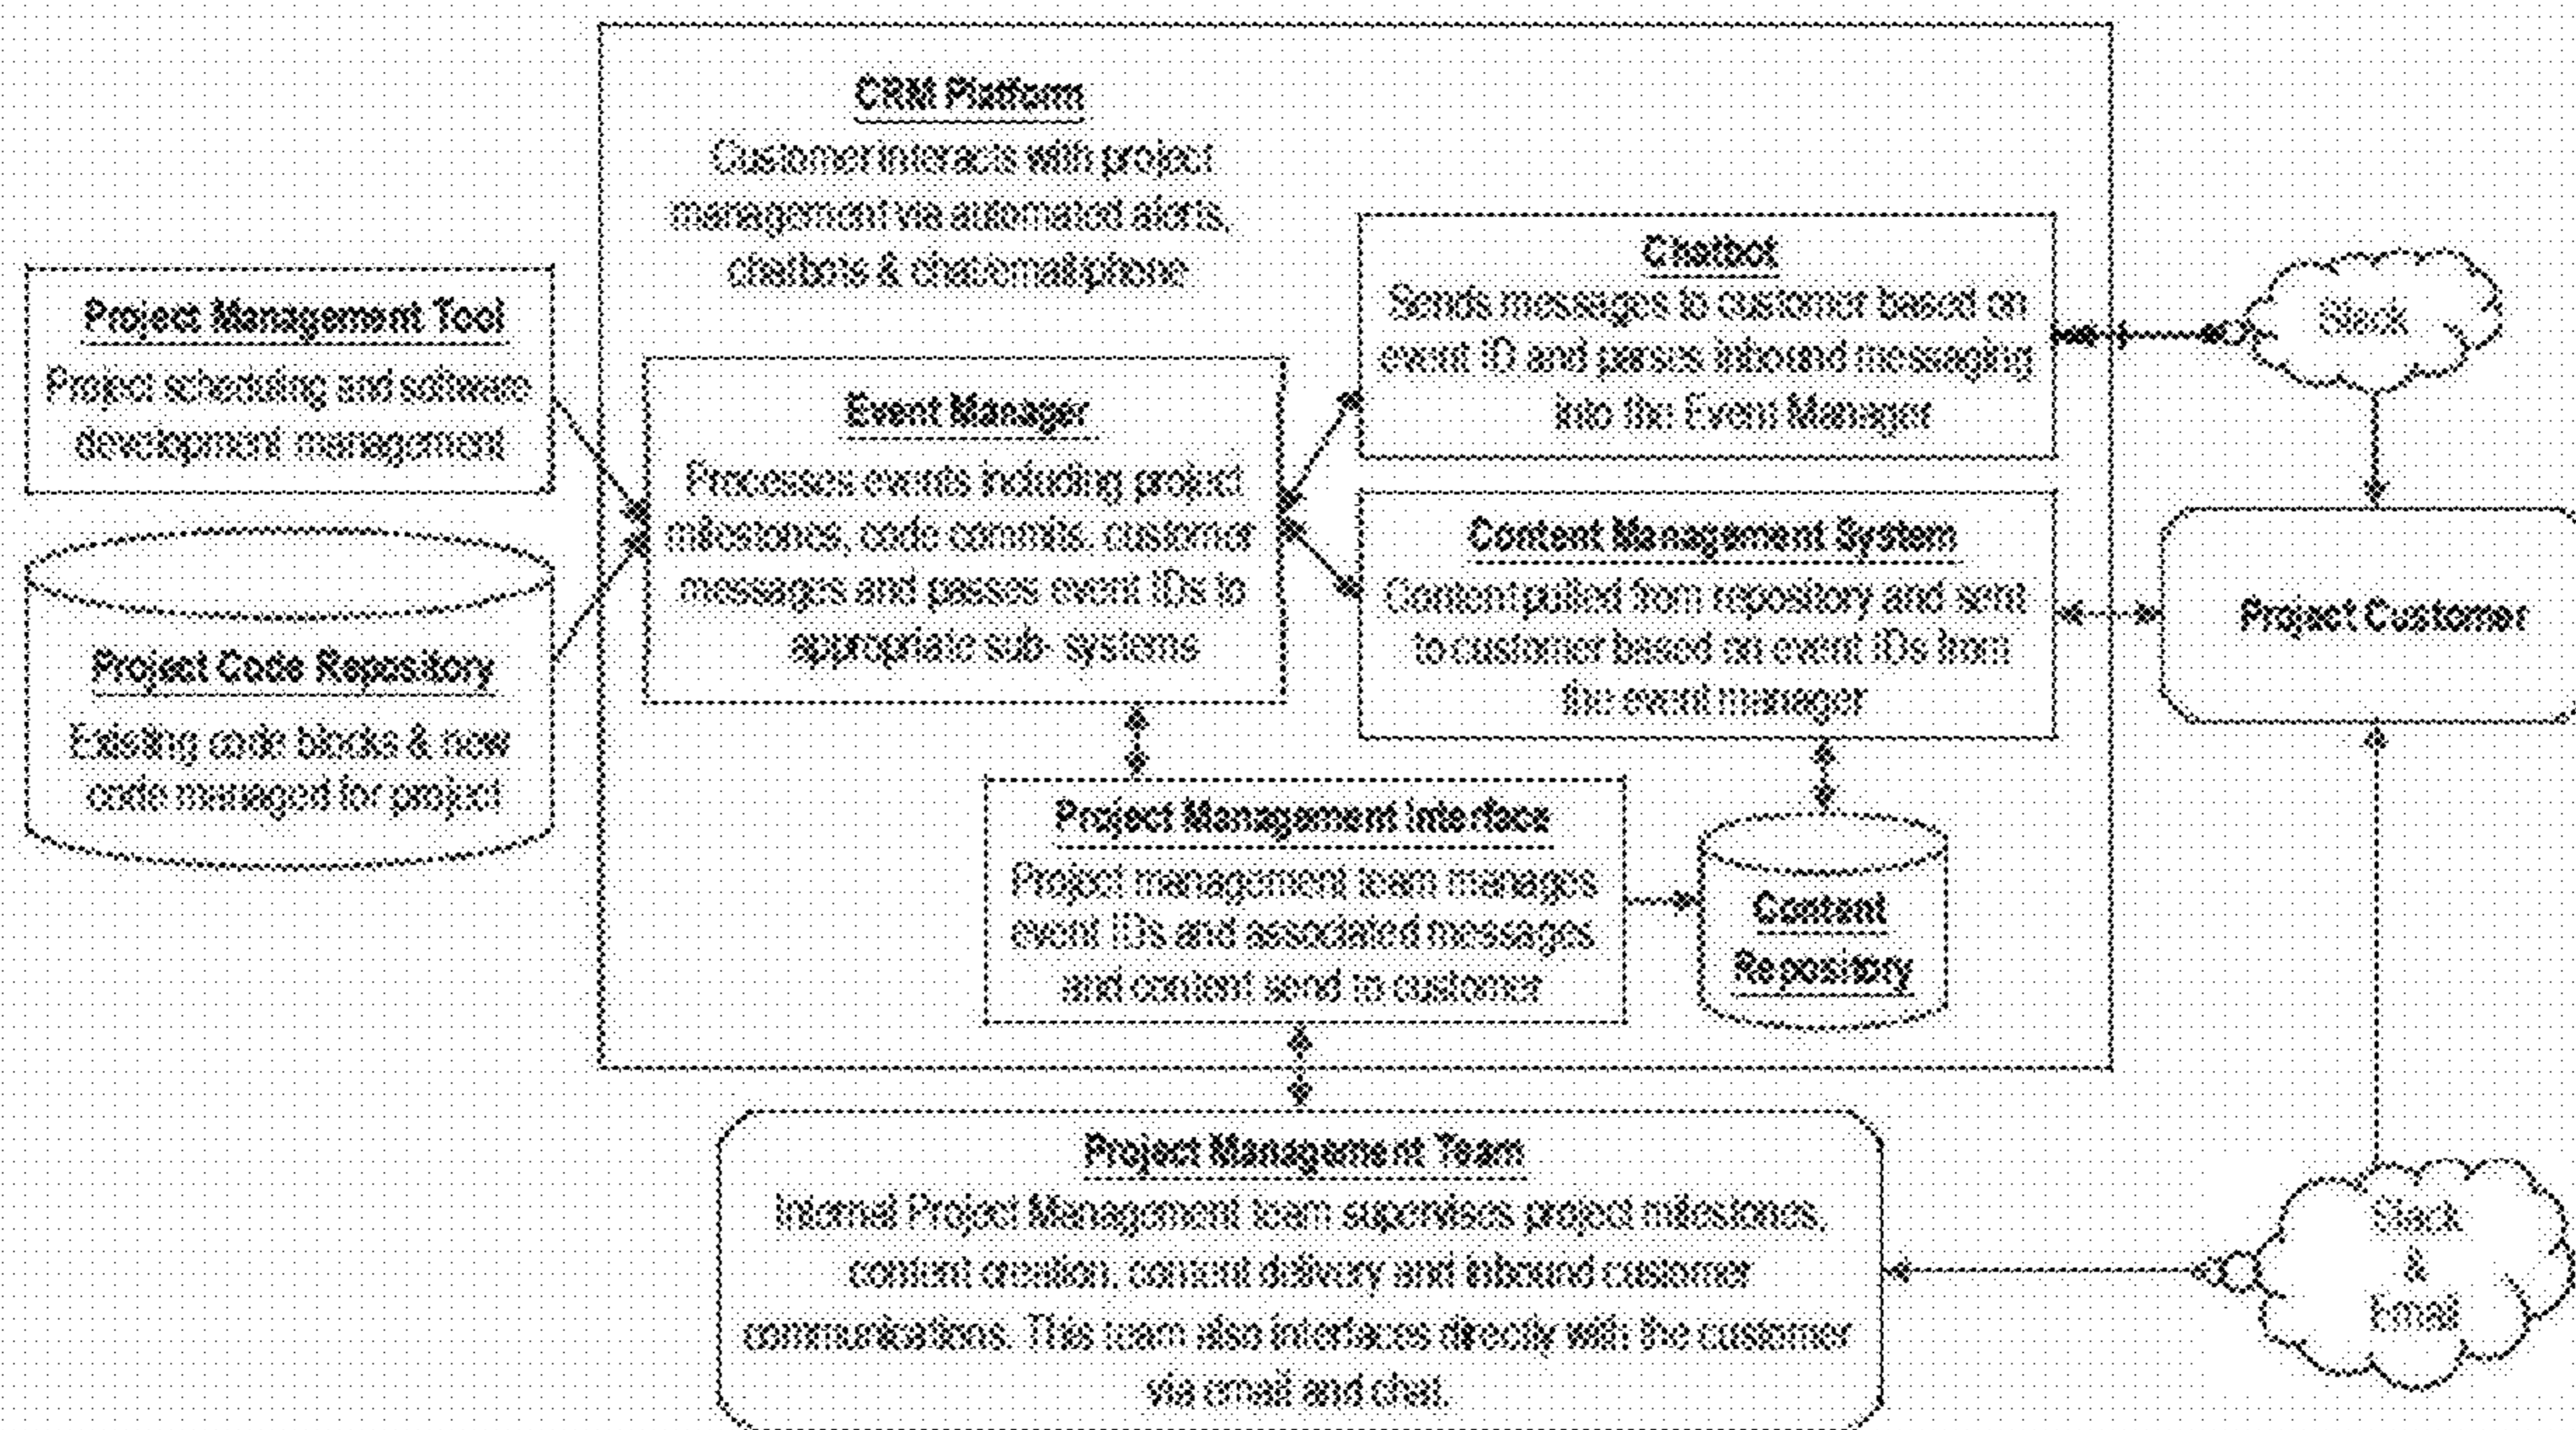 CRM Platform
Customer interacts with project
management via automated alerts,
chatbots & chat/email/phone
Project Management Tool
Project scheduling and software
development management
Project Code Repository
Existing code blocks & new
code managed for project
Event Manager
Processes events including project
milestones, code commits, customer
messages and passes event IDs to
appropriate sub- systems
Chatbot
Sends messages to customer based on
event ID and parses inbound messaging
into the Event Manager
Content Management System
Content pulled from repository and sent
to customer based on event IDs from
the event manager
Slack
Project Customer
Project Management Interface
Project management team manages
event IDs and associated messages
and content send to customer
Content
Repository
Project Management Team
Internal Project Management team supervises project milestones,
content creation, content delivery and inbound customer
communications. This team also interfaces directly with the customer
via email and chat.
Slack
&
Email